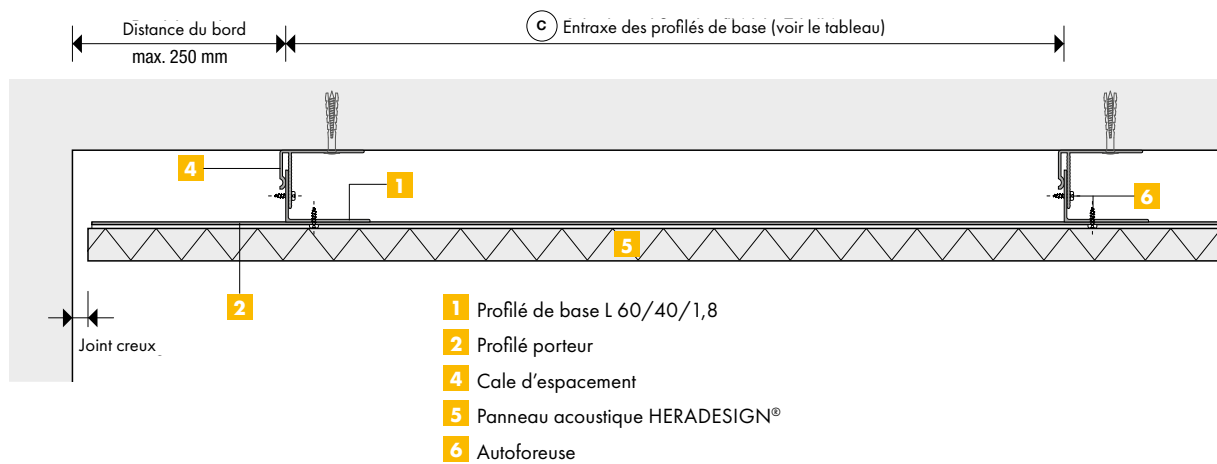 Distance du bord
max. 250 mm
C Entraxe des profilés de base (voir le tableau)
4
1
6
5
2
Joint creux
1 Profilé de base L 60/40/1,8
2 Profilé porteur
4 Cale d'espacement
5 Panneau acoustique HERADESIGN®
6 Autoforeuse